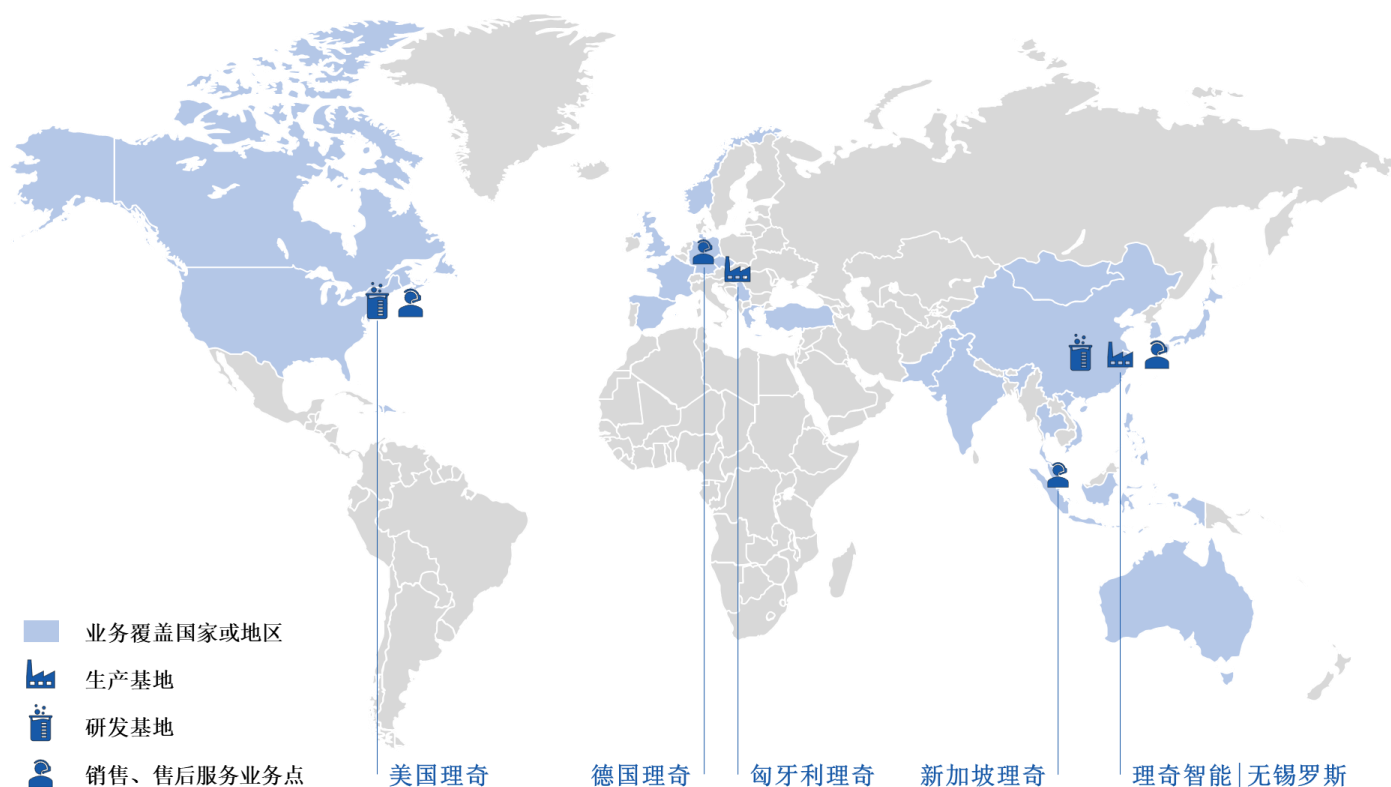 业务覆盖国家或地区
生产基地
研发基地
销售、售后服务业务点
美国理奇
德国理奇
匈牙利理奇
新加坡理奇
理奇智能|无锡罗斯